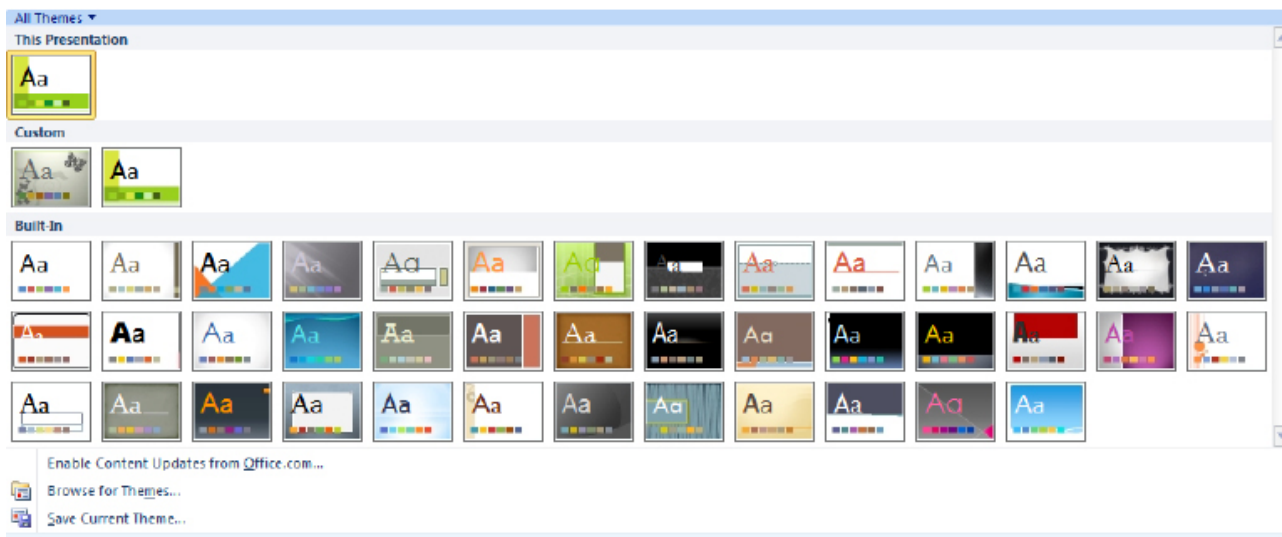 All Themes
This Presentation
Aa
Custom
Aa Aa
Built-In
Aa Aa Aa Aa Aa Aa Aa Aa Aa Aa Aa Aa Aa Aa
Aa Aa Aa Aa Aa Aa Aa Aa Aa Aa Aa Aa Aa Aa
Aa Aa Aa Aa Aa Aa Aa Aa Aa Aa Aa Aa
Enable Content Updates from Office.com...
Browse for Themes...
Save Current Theme...